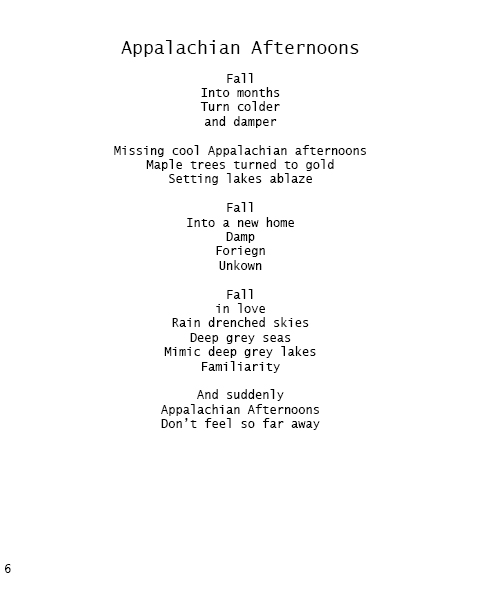 Appalachian Afternoons
Fall
Into months
Turn colder
and damper
Missing cool Appalachian afternoons
Maple trees turned to gold
Setting lakes ablaze
Fall
Into a new home
Damp
Foriegn
Unkown
Fall
in love
Rain drenched skies
Deep grey seas
Mimic deep grey lakes
Familiarity
And suddenly
Appalachian Afternoons
Don't feel so far away
6